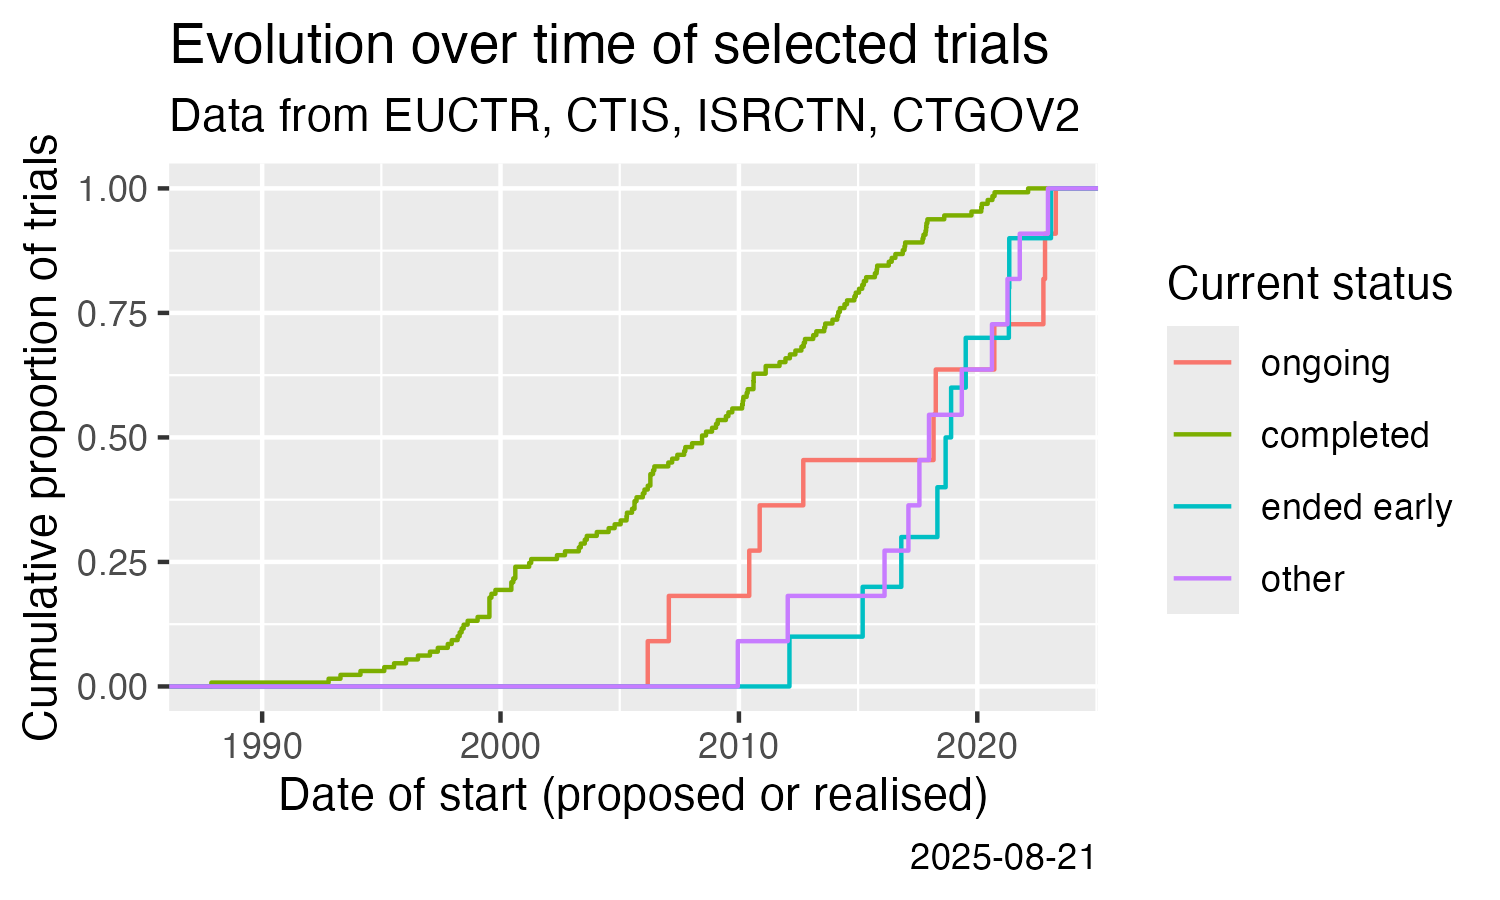 Evolution over time of selected trials
Data from EUCTR, CTIS, ISRCTN, CTGOV2
Cumulative proportion of trials
1.00
0.75
0.50
0.25
0.00
1990 2000 2010 2020
Date of start (proposed or realised)
Current status
ongoing
completed
ended early
other
2025-08-21